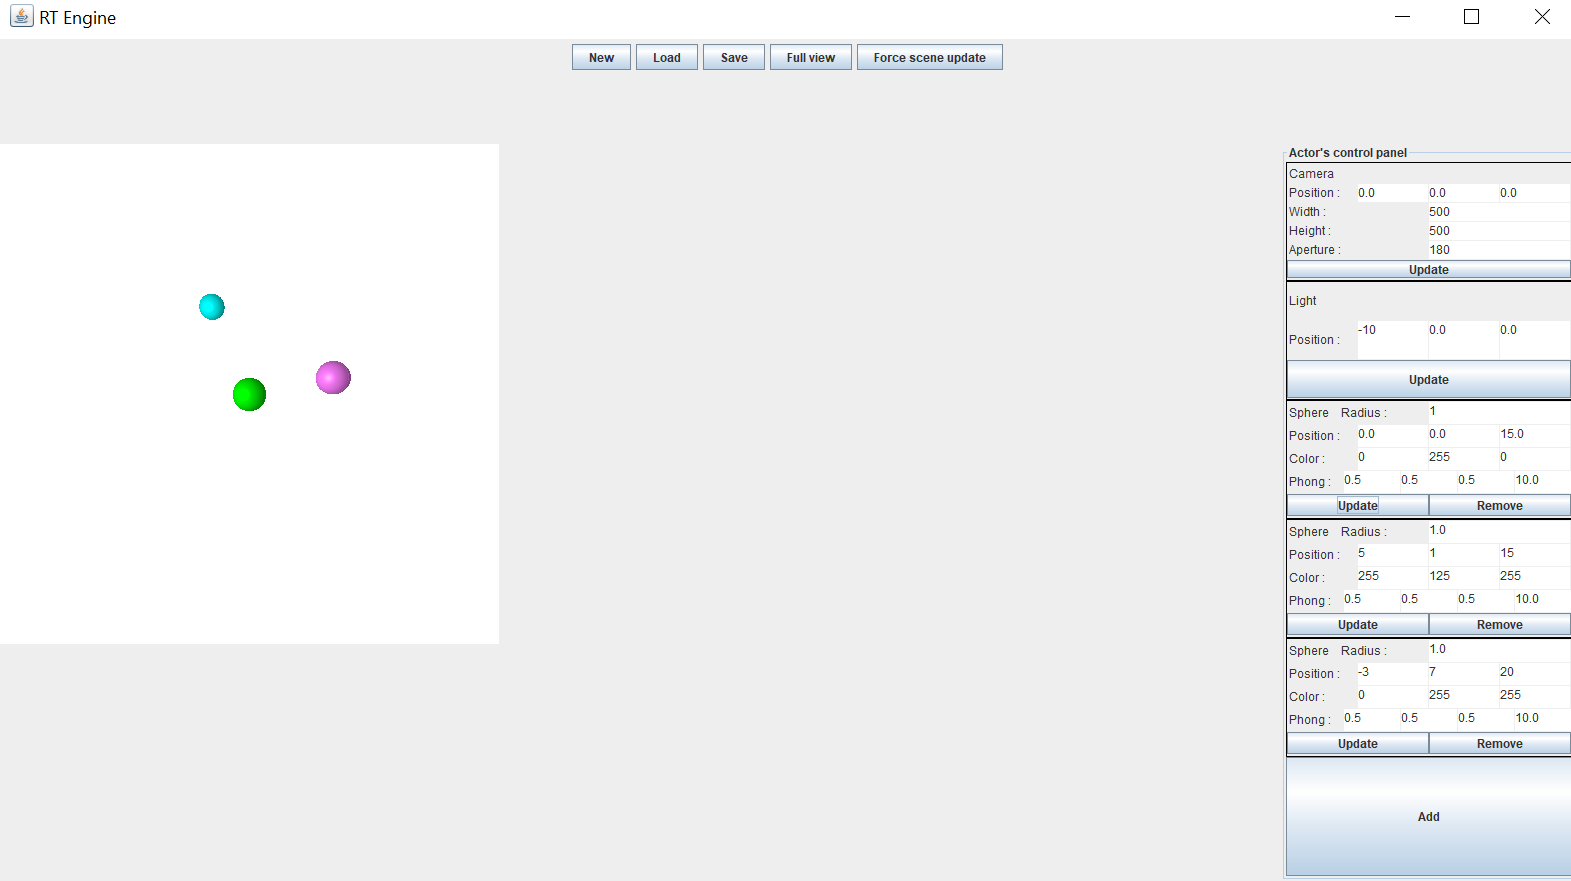 RT Engine
New Load Save Full view Force scene update
Actor's control panel
Camera
Position : 0.0 0.0 0.0
Width : 500
Height : 500
Aperture : 180
Update
Light
Position : -10 0.0 0.0
Update
Sphere Radius : 1
Position : 0.0 0.0 15.0
Color : 0 255 0
Phong : 0.5 0.5 0.5 10.0
Update Remove
Sphere Radius : 1.0
Position : 5 1 15
Color : 255 125 255
Phong : 0.5 0.5 0.5 10.0
Update Remove
Sphere Radius : 1.0
Position : -3 7 20
Color : 0 255 255
Phong : 0.5 0.5 0.5 10.0
Update Remove
Add